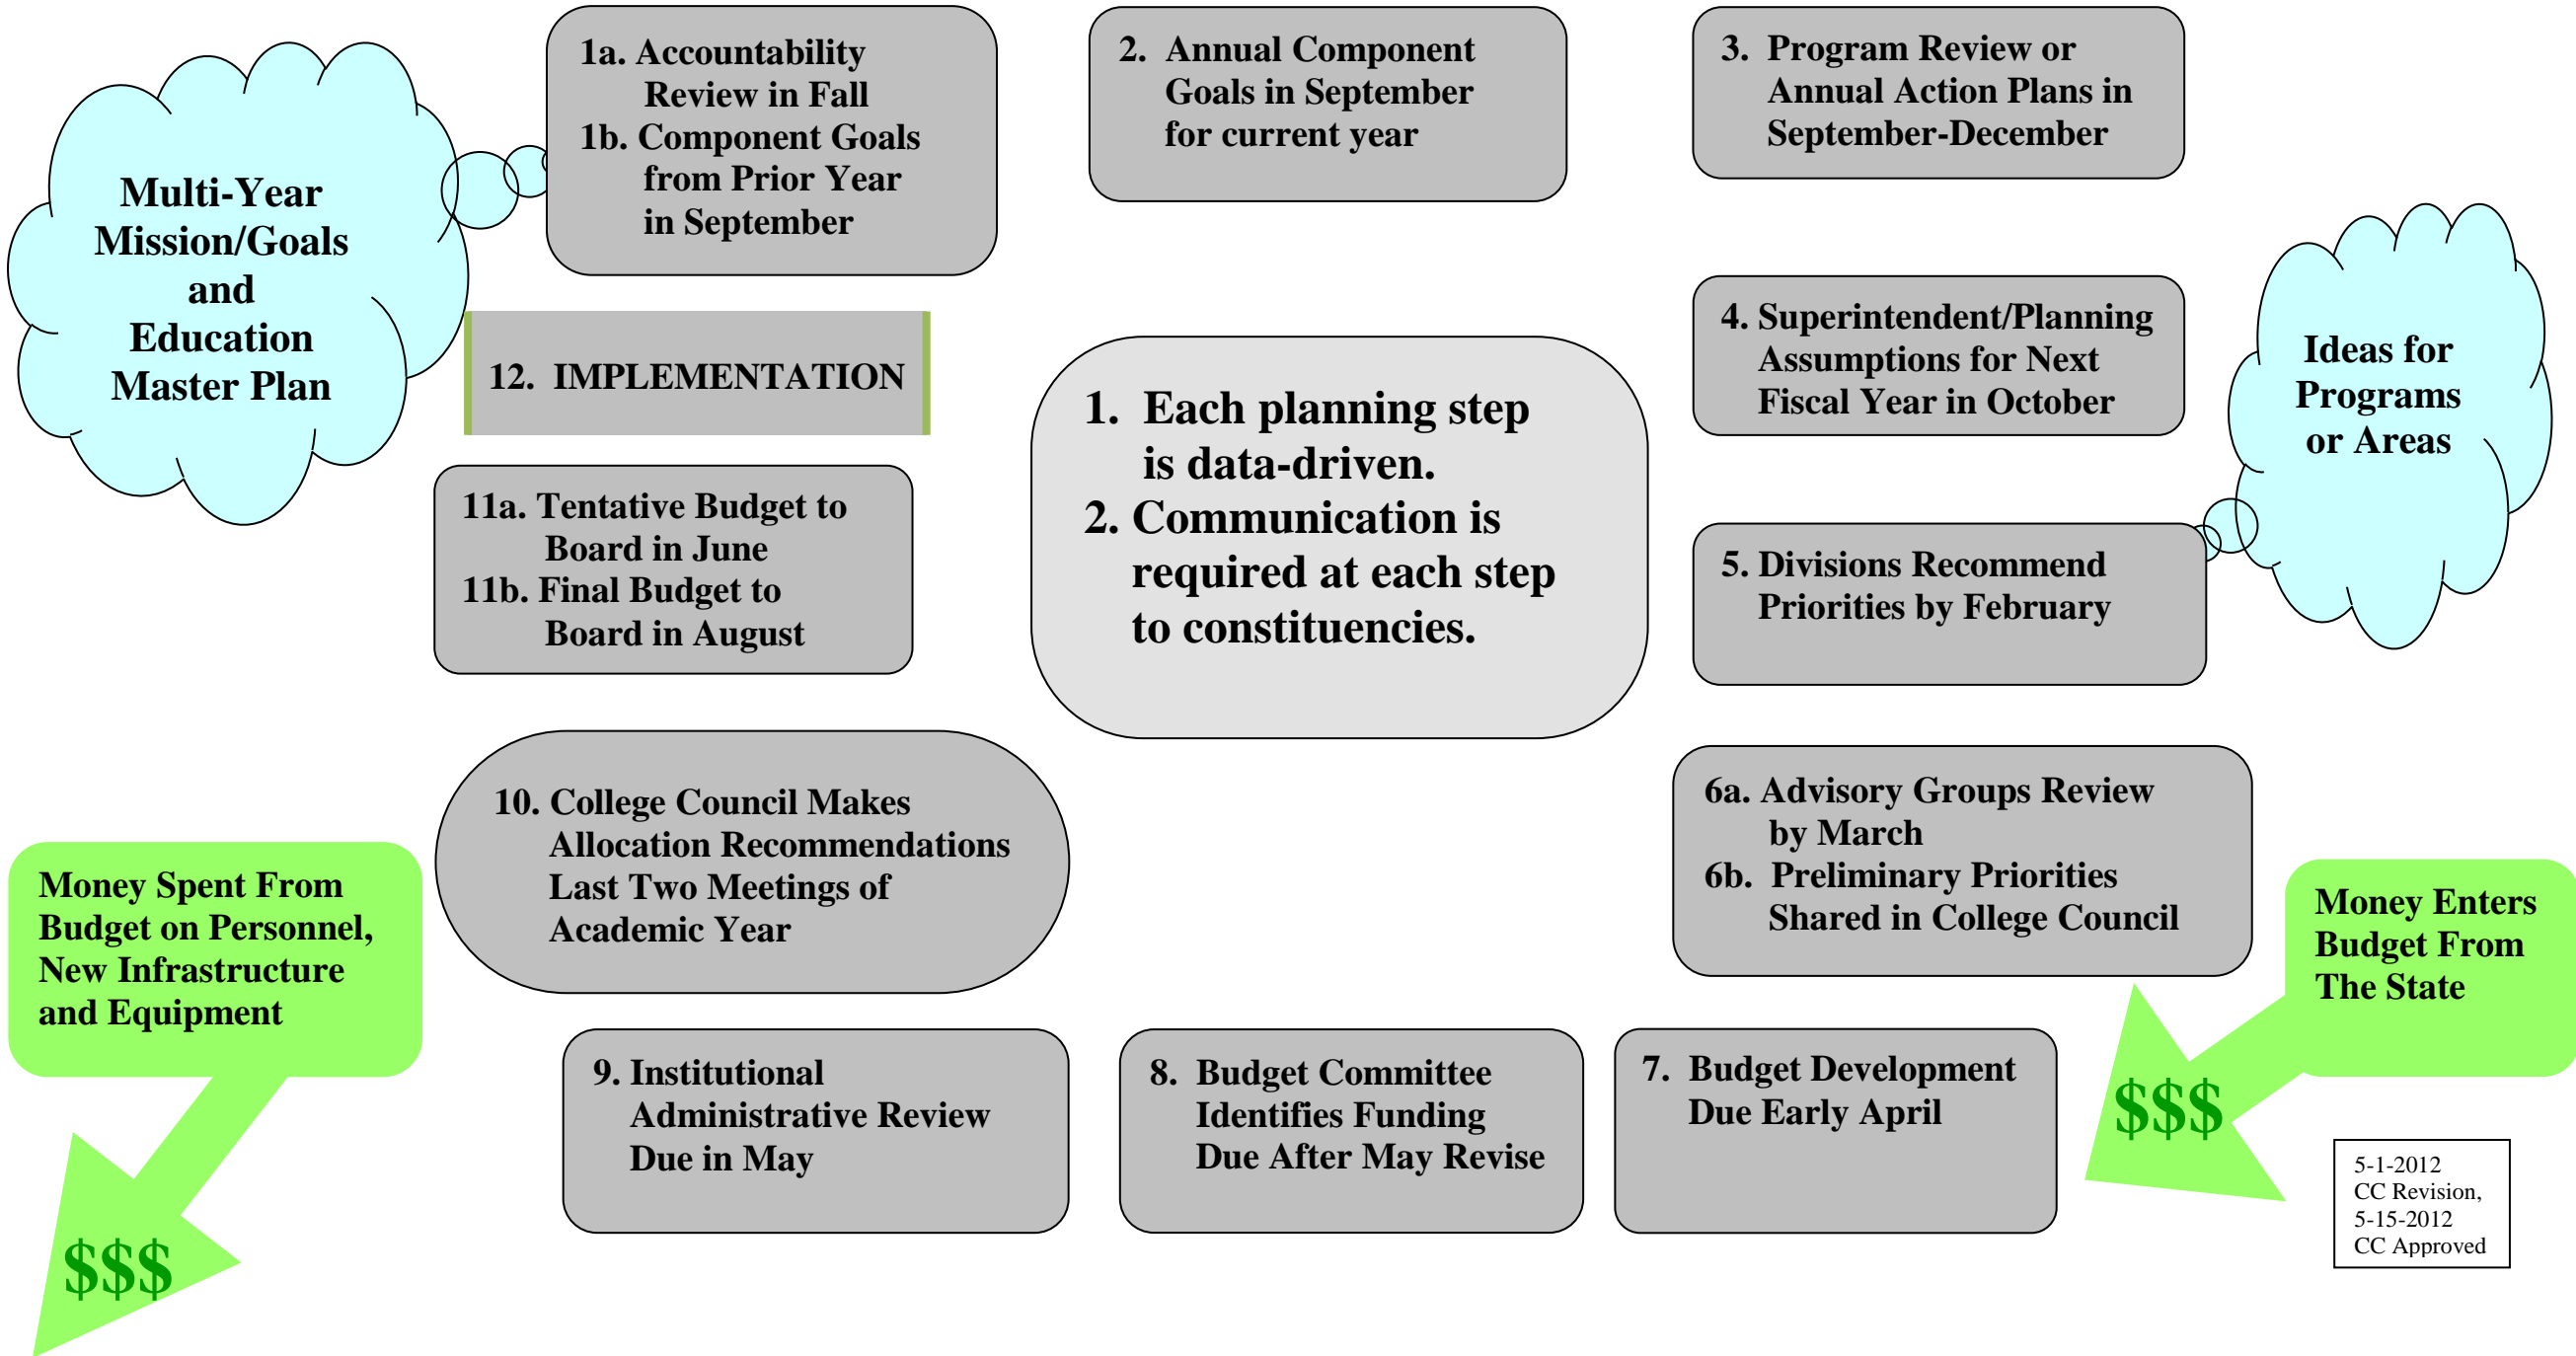 Multi-Year
Mission/Goals
and
Education
Master Plan
1a. Accountability
Review in Fall
1b. Component Goals
from Prior Year
in September
2. Annual Component
Goals in September
for current year
3. Program Review or
Annual Action Plans in
September-December
4. Superintendent/Planning
Assumptions for Next
Fiscal Year in October
Ideas for
Programs
or Areas
12. IMPLEMENTATION
1. Each planning step
is data-driven.
2. Communication is
required at each step
to constituencies.
5. Divisions Recommend
Priorities by February
11a. Tentative Budget to
Board in June
11b. Final Budget to
Board in August
6a. Advisory Groups Review
by March
6b. Preliminary Priorities
Shared in College Council
10. College Council Makes
Allocation Recommendations
Last Two Meetings of
Academic Year
Money Spent From
Budget on Personnel,
New Infrastructure
and Equipment
$$$
Money Enters
Budget From
The State
$$$
9. Institutional
Administrative Review
Due in May
8. Budget Committee
Identifies Funding
Due After May Revise
7. Budget Development
Due Early April
5-1-2012
CC Revision,
5-15-2012
CC Approved